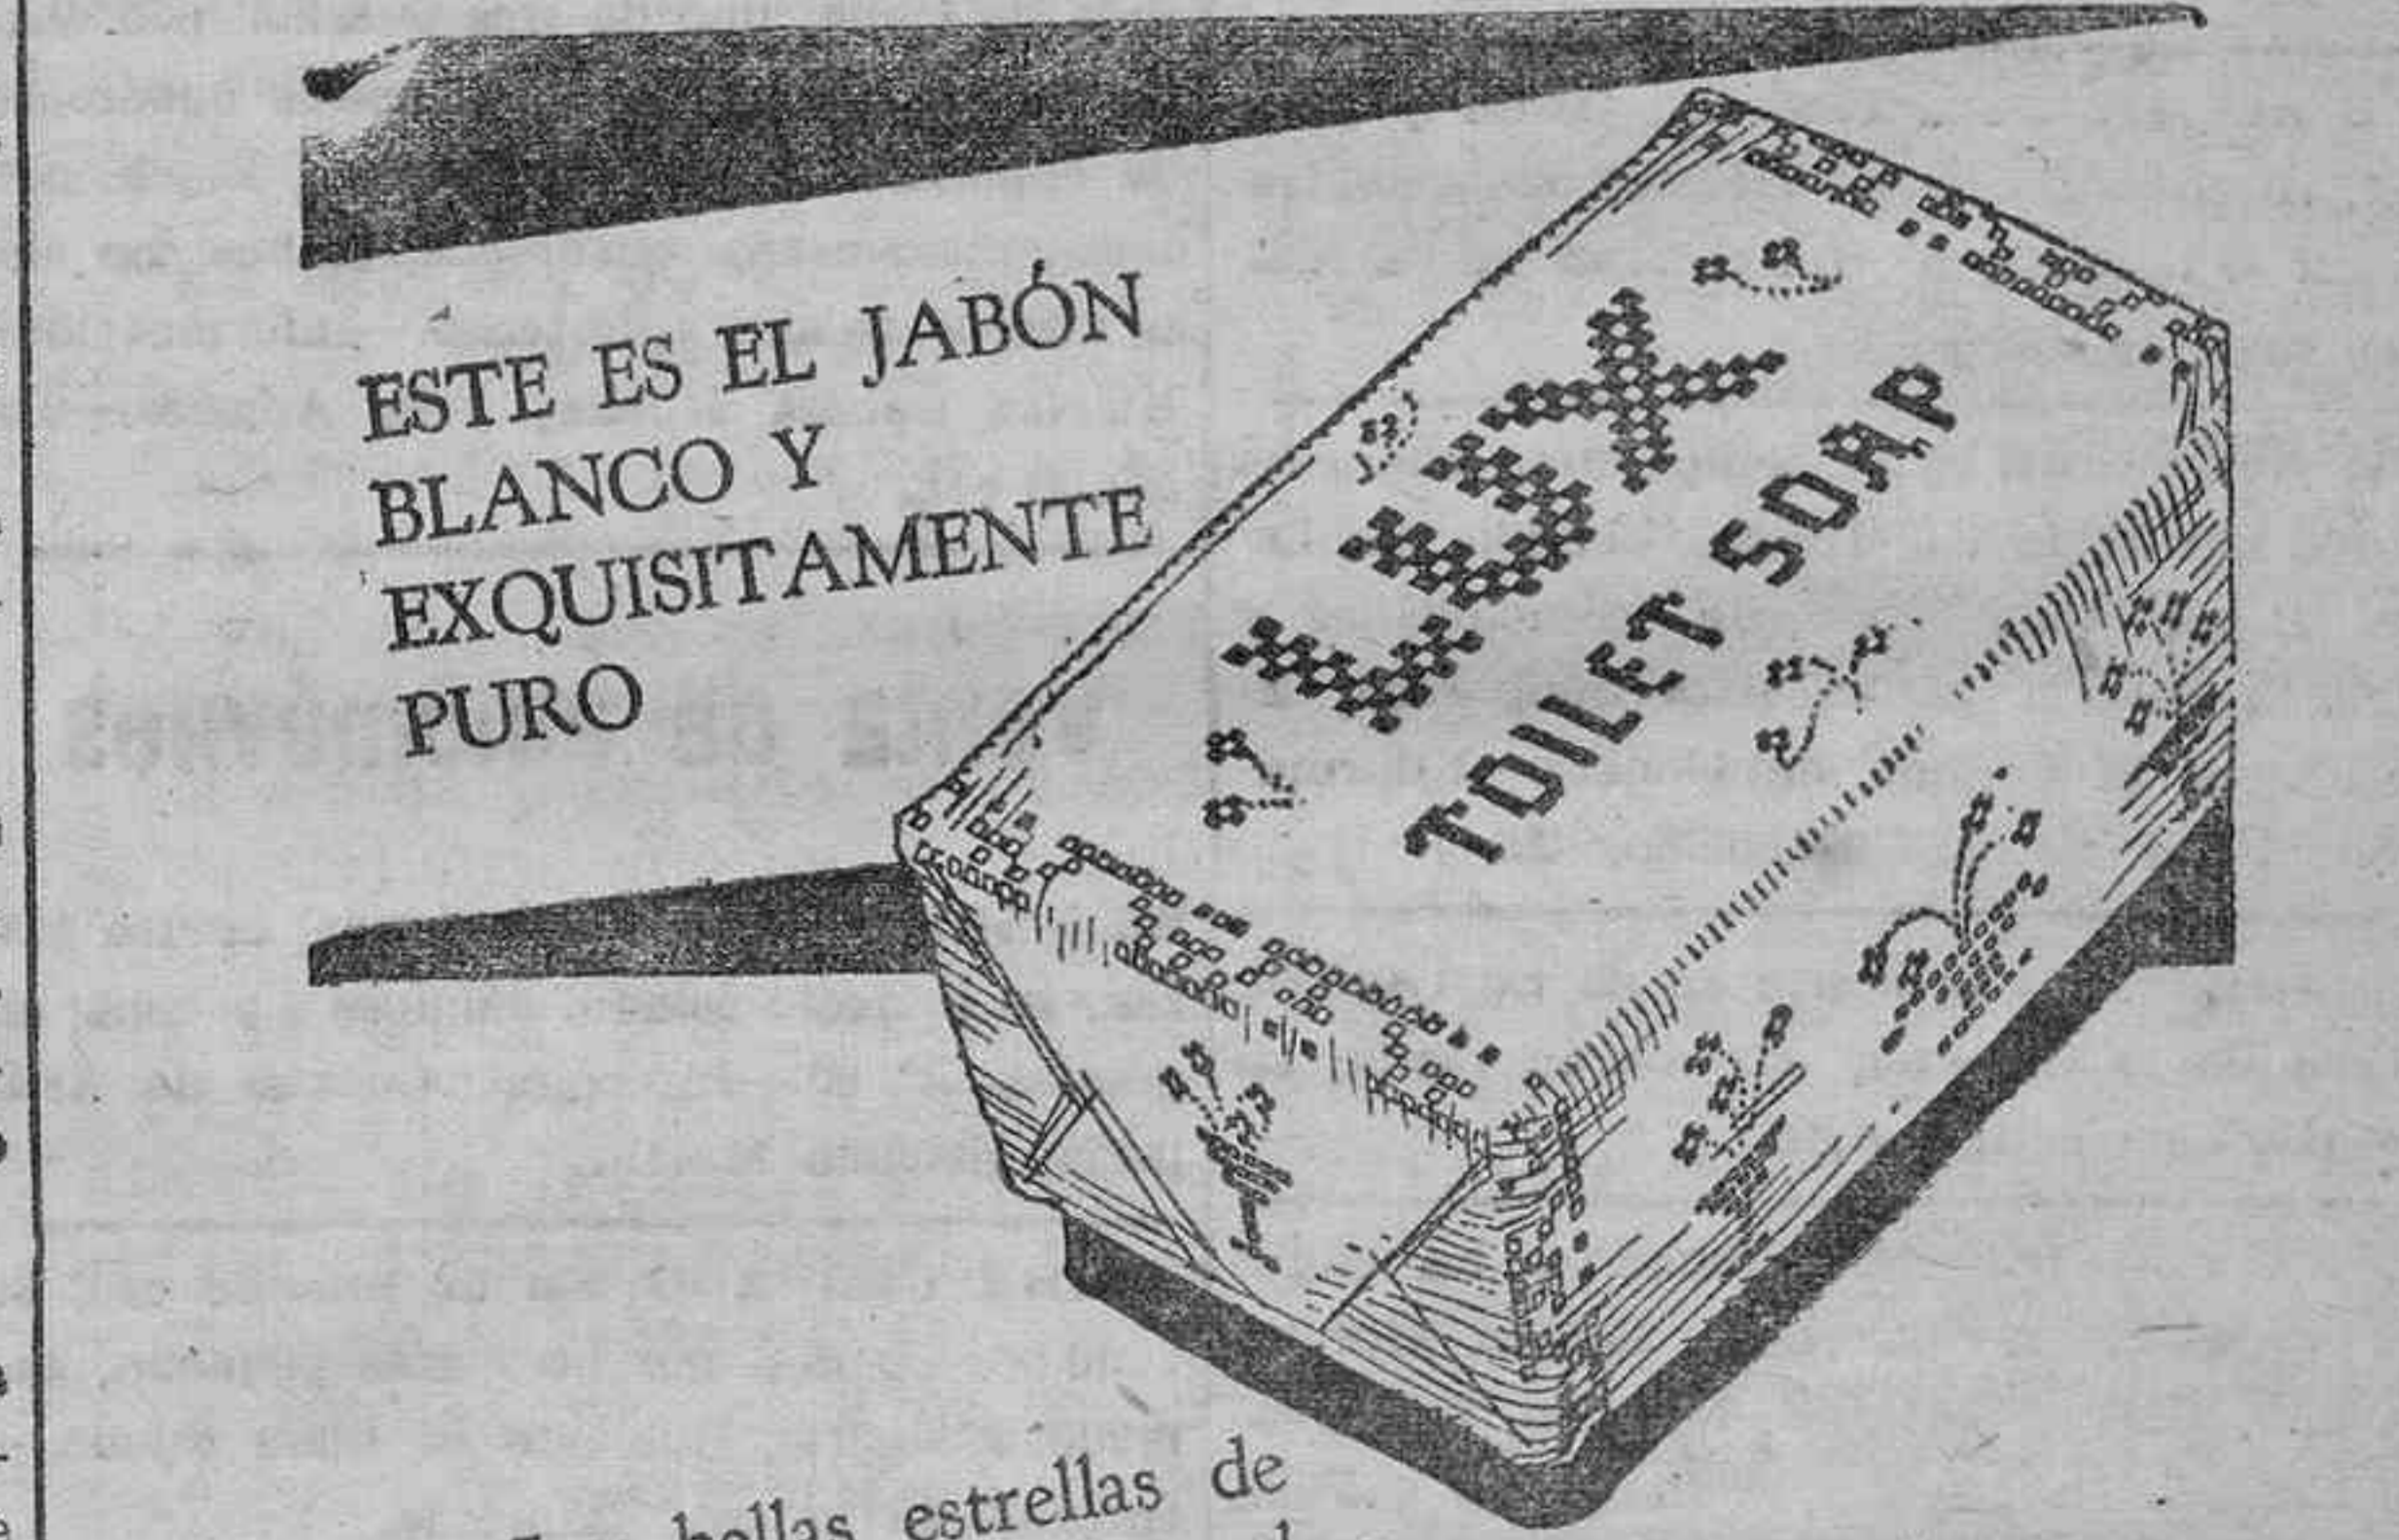 ESTE ES EL JABÓN
BLANCO Y
EXQUISITAMENTE
PURO
LUX
TOILET SOAP
bellas estrellas de